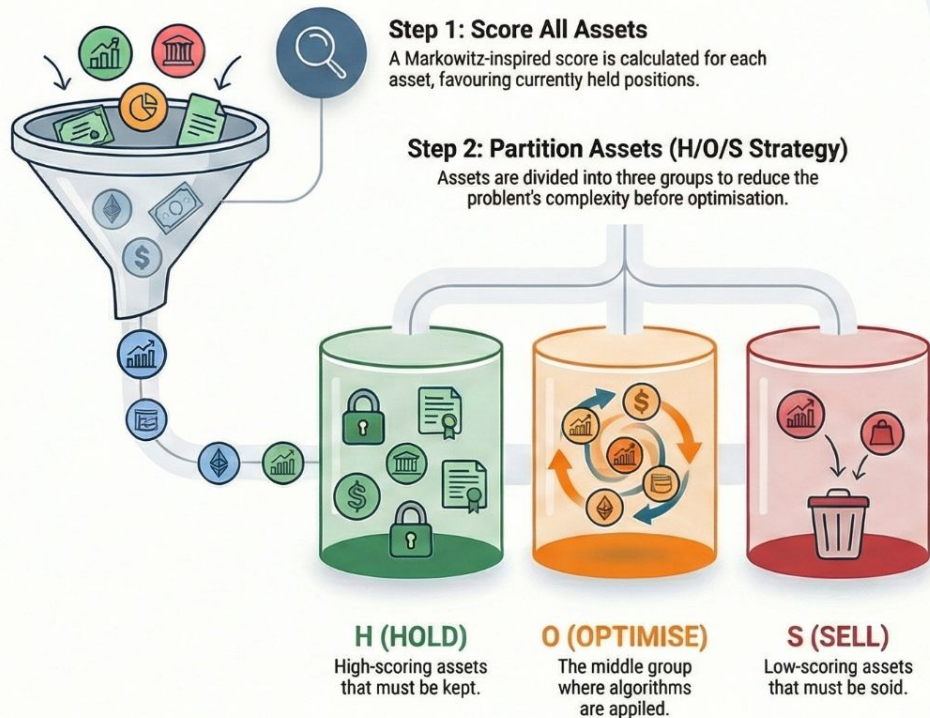 Step 1: Score All Assets
A Markowitz-inspired score is calculated for each
asset, favouring currently held positions.
Step 2: Partition Assets (H/O/S Strategy)
Assets are divided into three groups to reduce the
problem's complexity before optimisation.
H (HOLD)
High-scoring assets
that must be kept.
O (OPTIMISE)
The middle group
where algorithms
are appiled.
S (SELL)
Low-scoring assets
that must be soid.